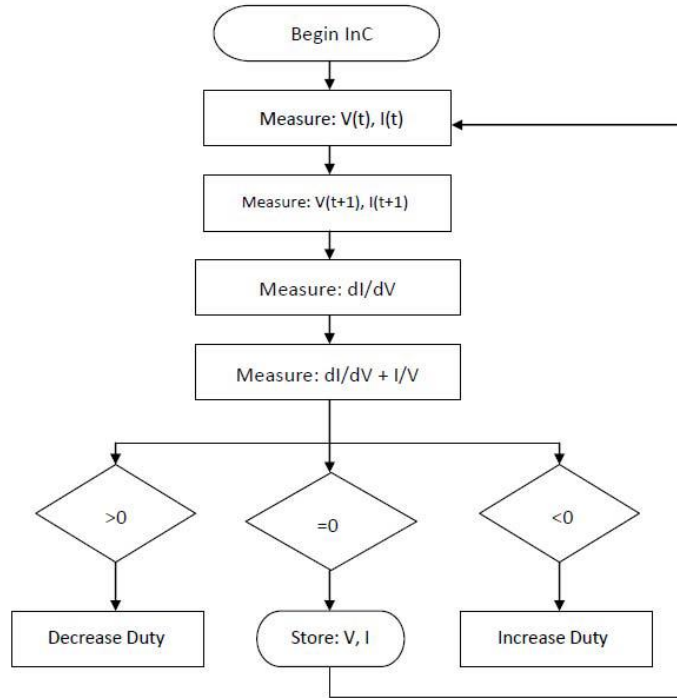 Begin InC
Measure: V(t), I(t)
Measure: V(t+1), I(t+1)
Measure: dI/dV
Measure: dI/dV + I/V
>0
=0
<0
Decrease Duty
Store: V, I
Increase Duty